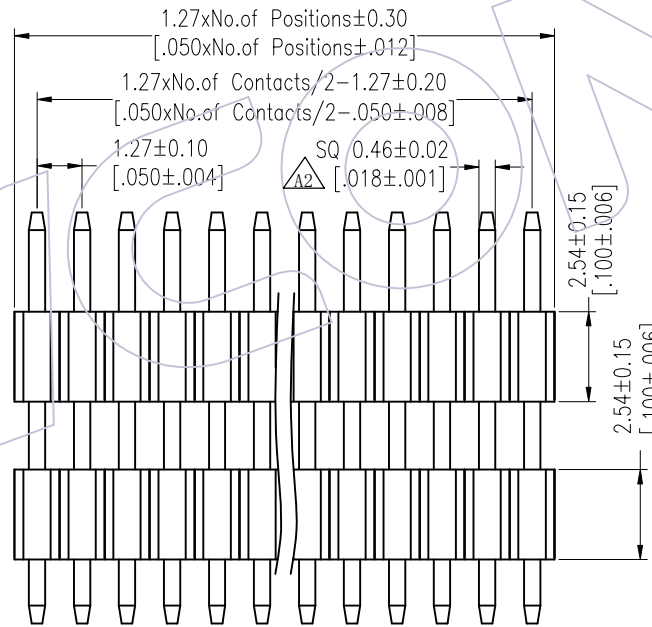 1.27xNo.of Positions±0.30
[.050xNo.of Positions±.012]
1.27xNo.of Contacts/2-1.27±0.20
[.050xNo.of Contacts/2-.050±.008]
1.27±0.10
[.050±.004]
SQ 0.46±0.02
A2 [.018±.001]
2.54±0.15
[.100±.006]
2.54±0.15
[.100±.006]